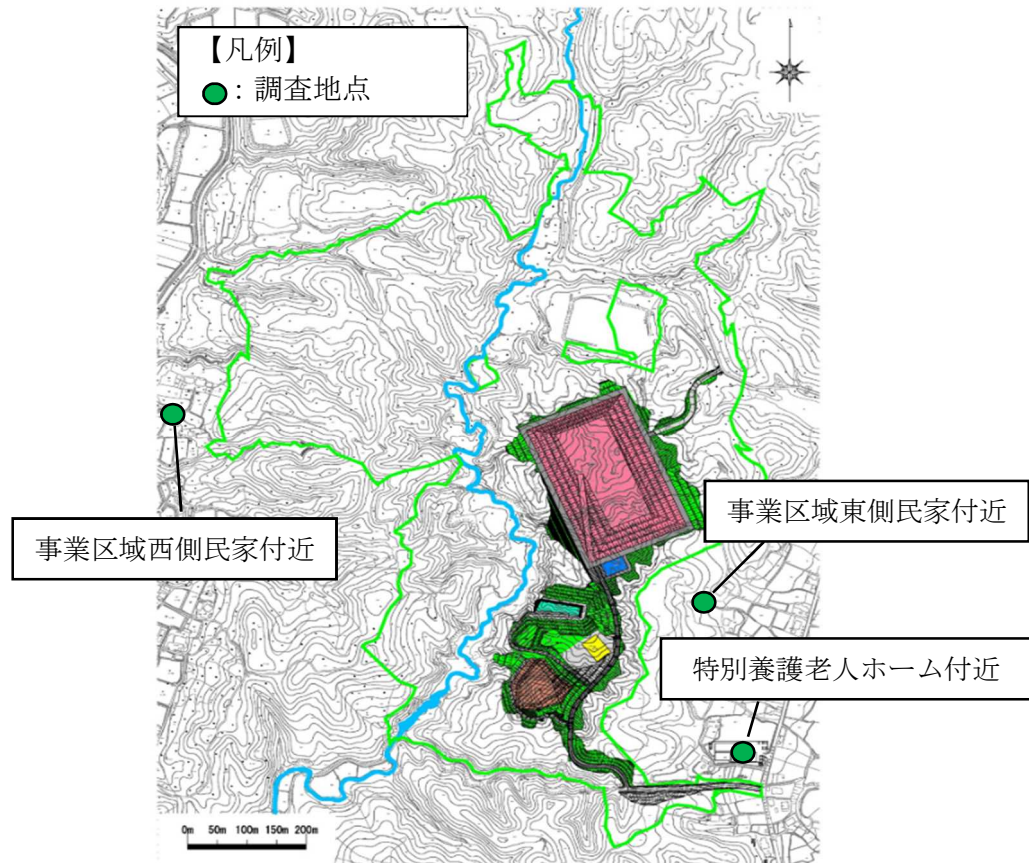 【凡例】
：調査地点
事業区域西側民家付近
事業区域東側民家付近
特別養護老人ホーム付近
0m 50m 100m 150m 200m